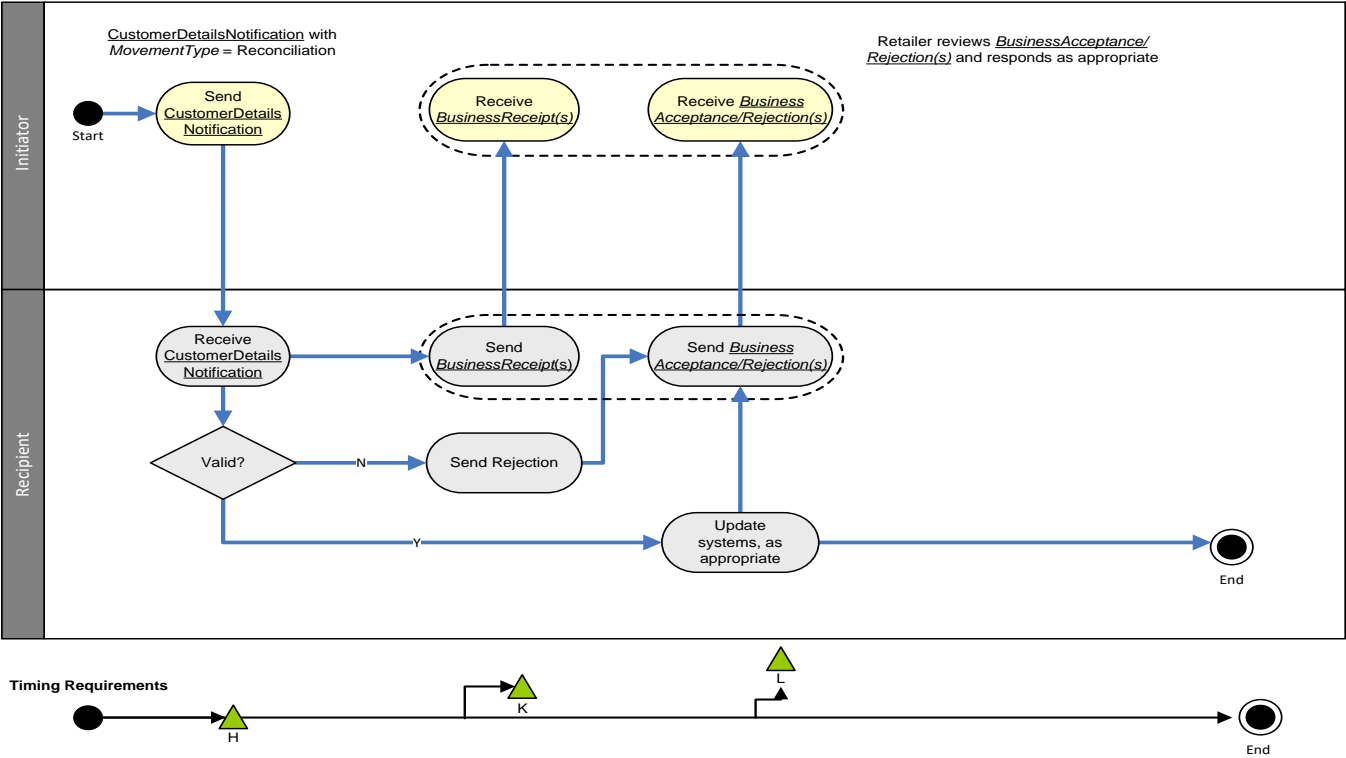 Initiator
CustomerDetailsNotification with
MovementType = Reconciliation
Retailer reviews BusinessAcceptance/
Rejection(s) and responds as appropriate
Start
Send
CustomerDetails
Notification
Receive
BusinessReceipt(s)
Receive Business
Acceptance/Rejection(s)
Recipient
Receive
CustomerDetails
Notification
Send
BusinessReceipt(s)
Send Business
Acceptance/Rejection(s)
Valid?
N
Send Rejection
Y
Update
systems, as
appropriate
End
Timing Requirements
H
K
L
End